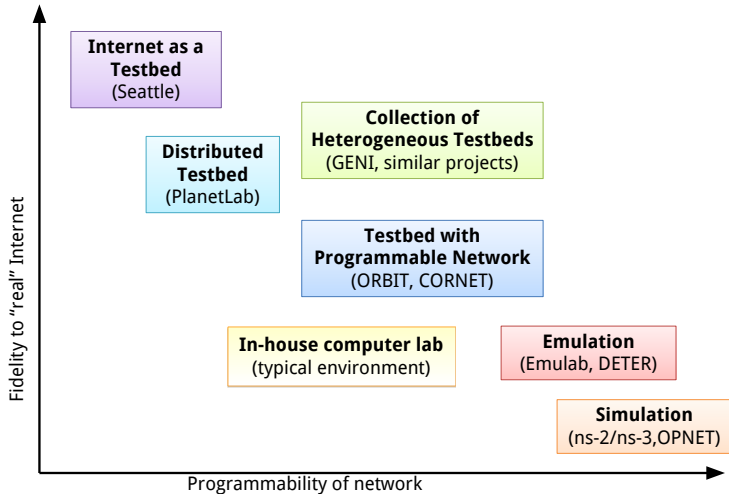 Internet as a
Testbed
(Seattle)
Collection of
Heterogeneous Testbeds
(GENI, similar projects)
Distributed
Testbed
(PlanetLab)
Testbed with
Programmable Network
(ORBIT, CORNET)
In-house computer lab
(typical environment)
Emulation
(Emulab, DETER)
Simulation
(ns-2/ns-3,OPNET)
Fidelity to “real” Internet
Programmability of network